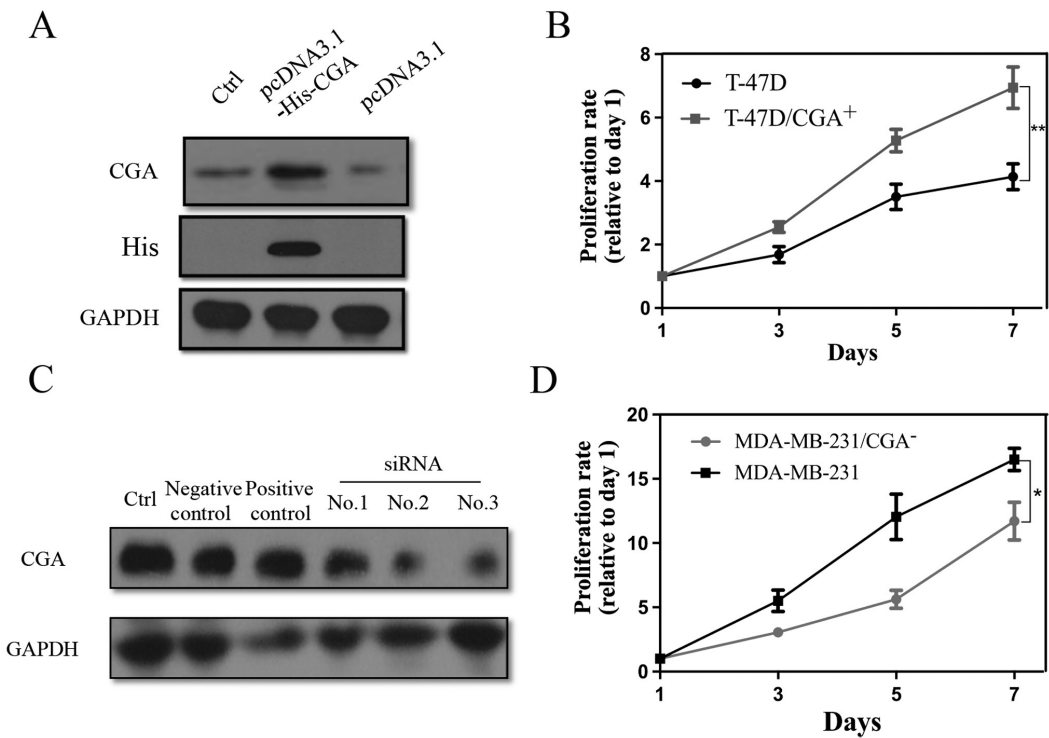 A
Ctrl
pcDNA3.1
-His-CGA
pcDNA3.1
CGA
His
GAPDH
B
8
6
4
2
0
Proliferation rate
(relative to day 1)
T-47D
T-47D/CGA+
**
1 3 5 7
Days
C
siRNA
Ctrl Negative control Positive control No.1 No.2 No.3
CGA
GAPDH
D
20
15
10
5
0
Proliferation rate
(relative to day 1)
MDA-MB-231/CGA-
MDA-MB-231
*
1 3 5 7
Days